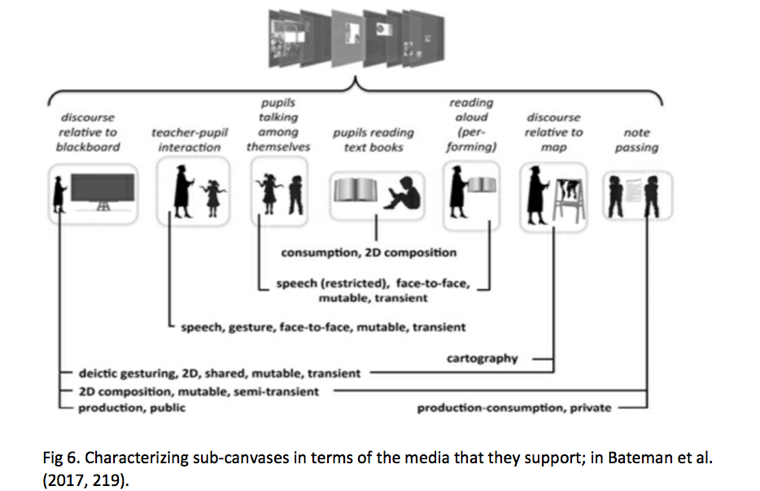 discourse
relative to
blackboard
teacher-pupil
interaction
pupils
talking
among
themselves
pupils reading
text books
reading
aloud
(per-
forming)
discourse
relative to
map
note
passing
consumption, 2D composition
speech (restricted), face-to-face,
mutable, transient
speech, gesture, face-to-face, mutable, transient
cartography
deictic gesturing, 2D, shared, mutable, transient
2D composition, mutable, semi-transient
production, public
production-consumption, private
Fig 6. Characterizing sub-canvases in terms of the media that they support; in Bateman et al.
(2017, 219).